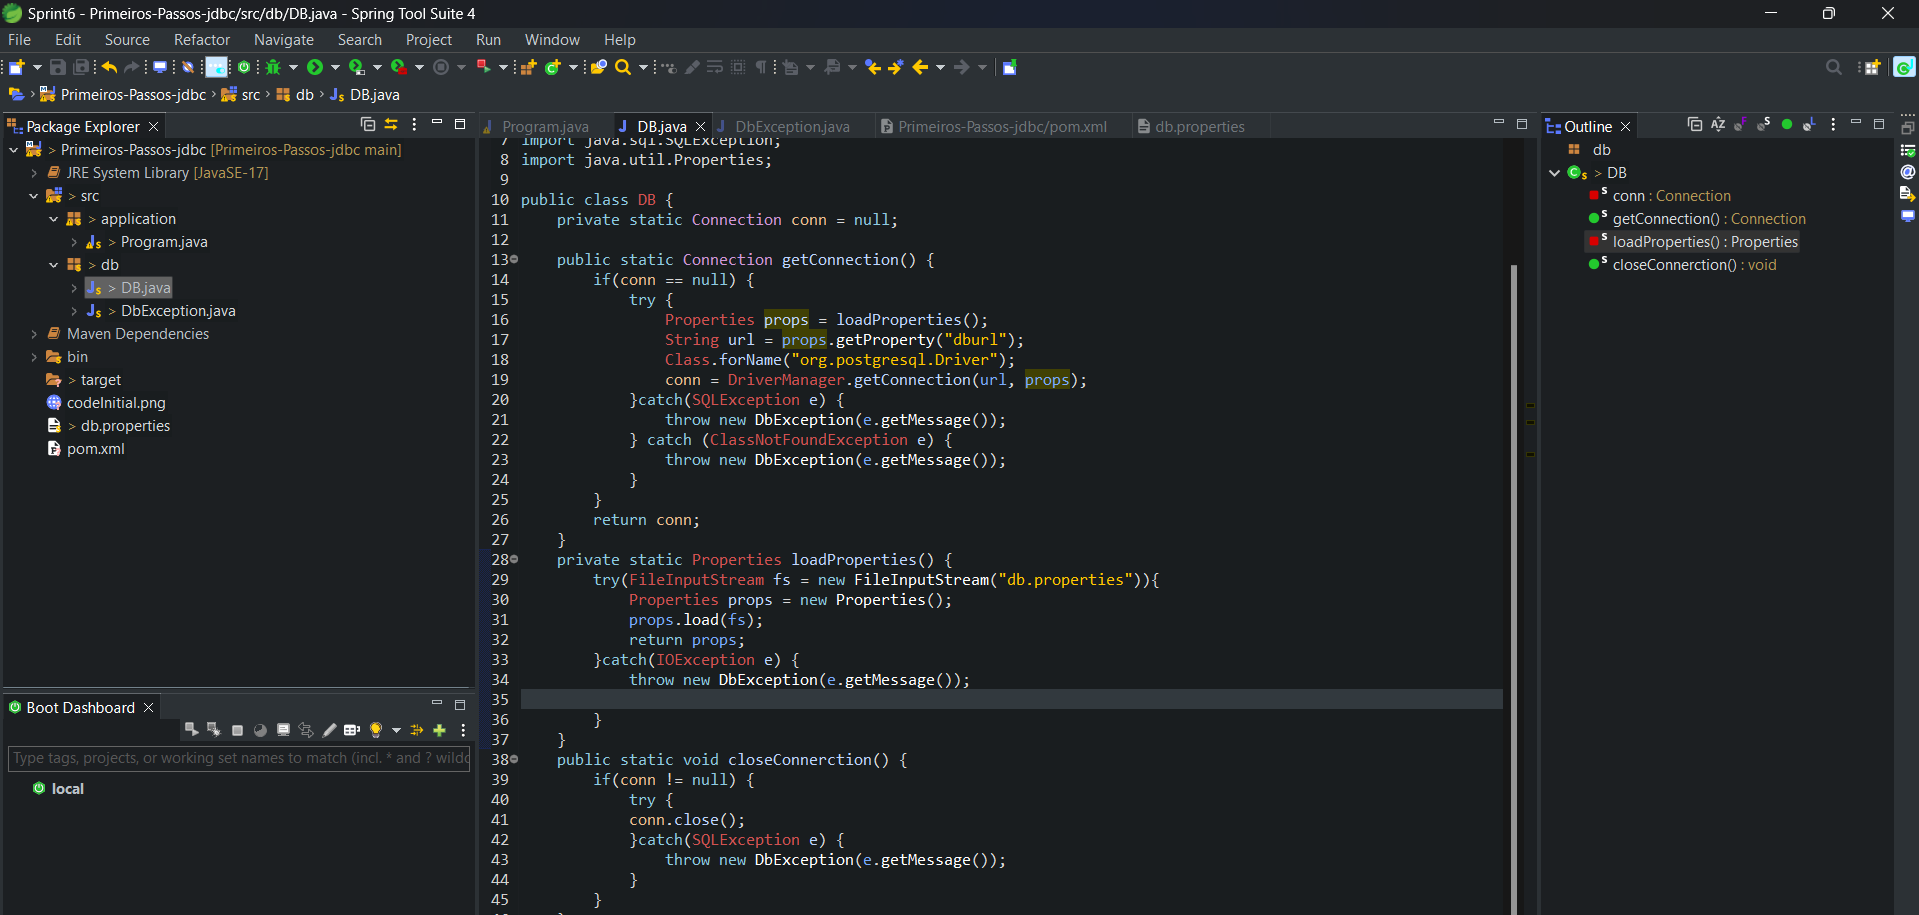 Sprint6 - Primeiros-Passos-jdbc/src/db/DB.java - Spring Tool Suite 4
File Edit Source Refactor Navigate Search Project Run Window Help
Primeiros-Passos-jdbc › src › db › DB.java
Package Explorer
> Primeiros-Passos-jdbc [Primeiros-Passos-jdbc main]
JRE System Library [JavaSE-17]
> src
> application
> Program.java
> db
> DB.java
> DbException.java
Maven Dependencies
bin
> target
codeInitial.png
> db.properties
pom.xml
Boot Dashboard
Type tags, projects, or working set names to match (incl. * and ? wildc
local
Program.java DB.java DbException.java Primeiros-Passos-jdbc/pom.xml db.properties
7 import java.sql.SQLException;
8 import java.util.Properties;
9
10 public class DB {
11     private static Connection conn = null;
12
13     public static Connection getConnection() {
14         if(conn == null) {
15             try {
16                 Properties props = loadProperties();
17                 String url = props.getProperty("dburl");
18                 Class.forName("org.postgresql.Driver");
19                 conn = DriverManager.getConnection(url, props);
20             }catch(SQLException e) {
21                 throw new DbException(e.getMessage());
22             } catch (ClassNotFoundException e) {
23                 throw new DbException(e.getMessage());
24             }
25         }
26         return conn;
27     }
28     private static Properties loadProperties() {
29         try(FileInputStream fs = new FileInputStream("db.properties")){
30             Properties props = new Properties();
31             props.load(fs);
32             return props;
33         }catch(IOException e) {
34             throw new DbException(e.getMessage());
35
36         }
37     }
38     public static void closeConnerction() {
39         if(conn != null) {
40             try {
41             conn.close();
42             }catch(SQLException e) {
43                 throw new DbException(e.getMessage());
44             }
45         }
Outline
db
> DB
conn : Connection
getConnection() : Connection
loadProperties() : Properties
closeConnerction() : void